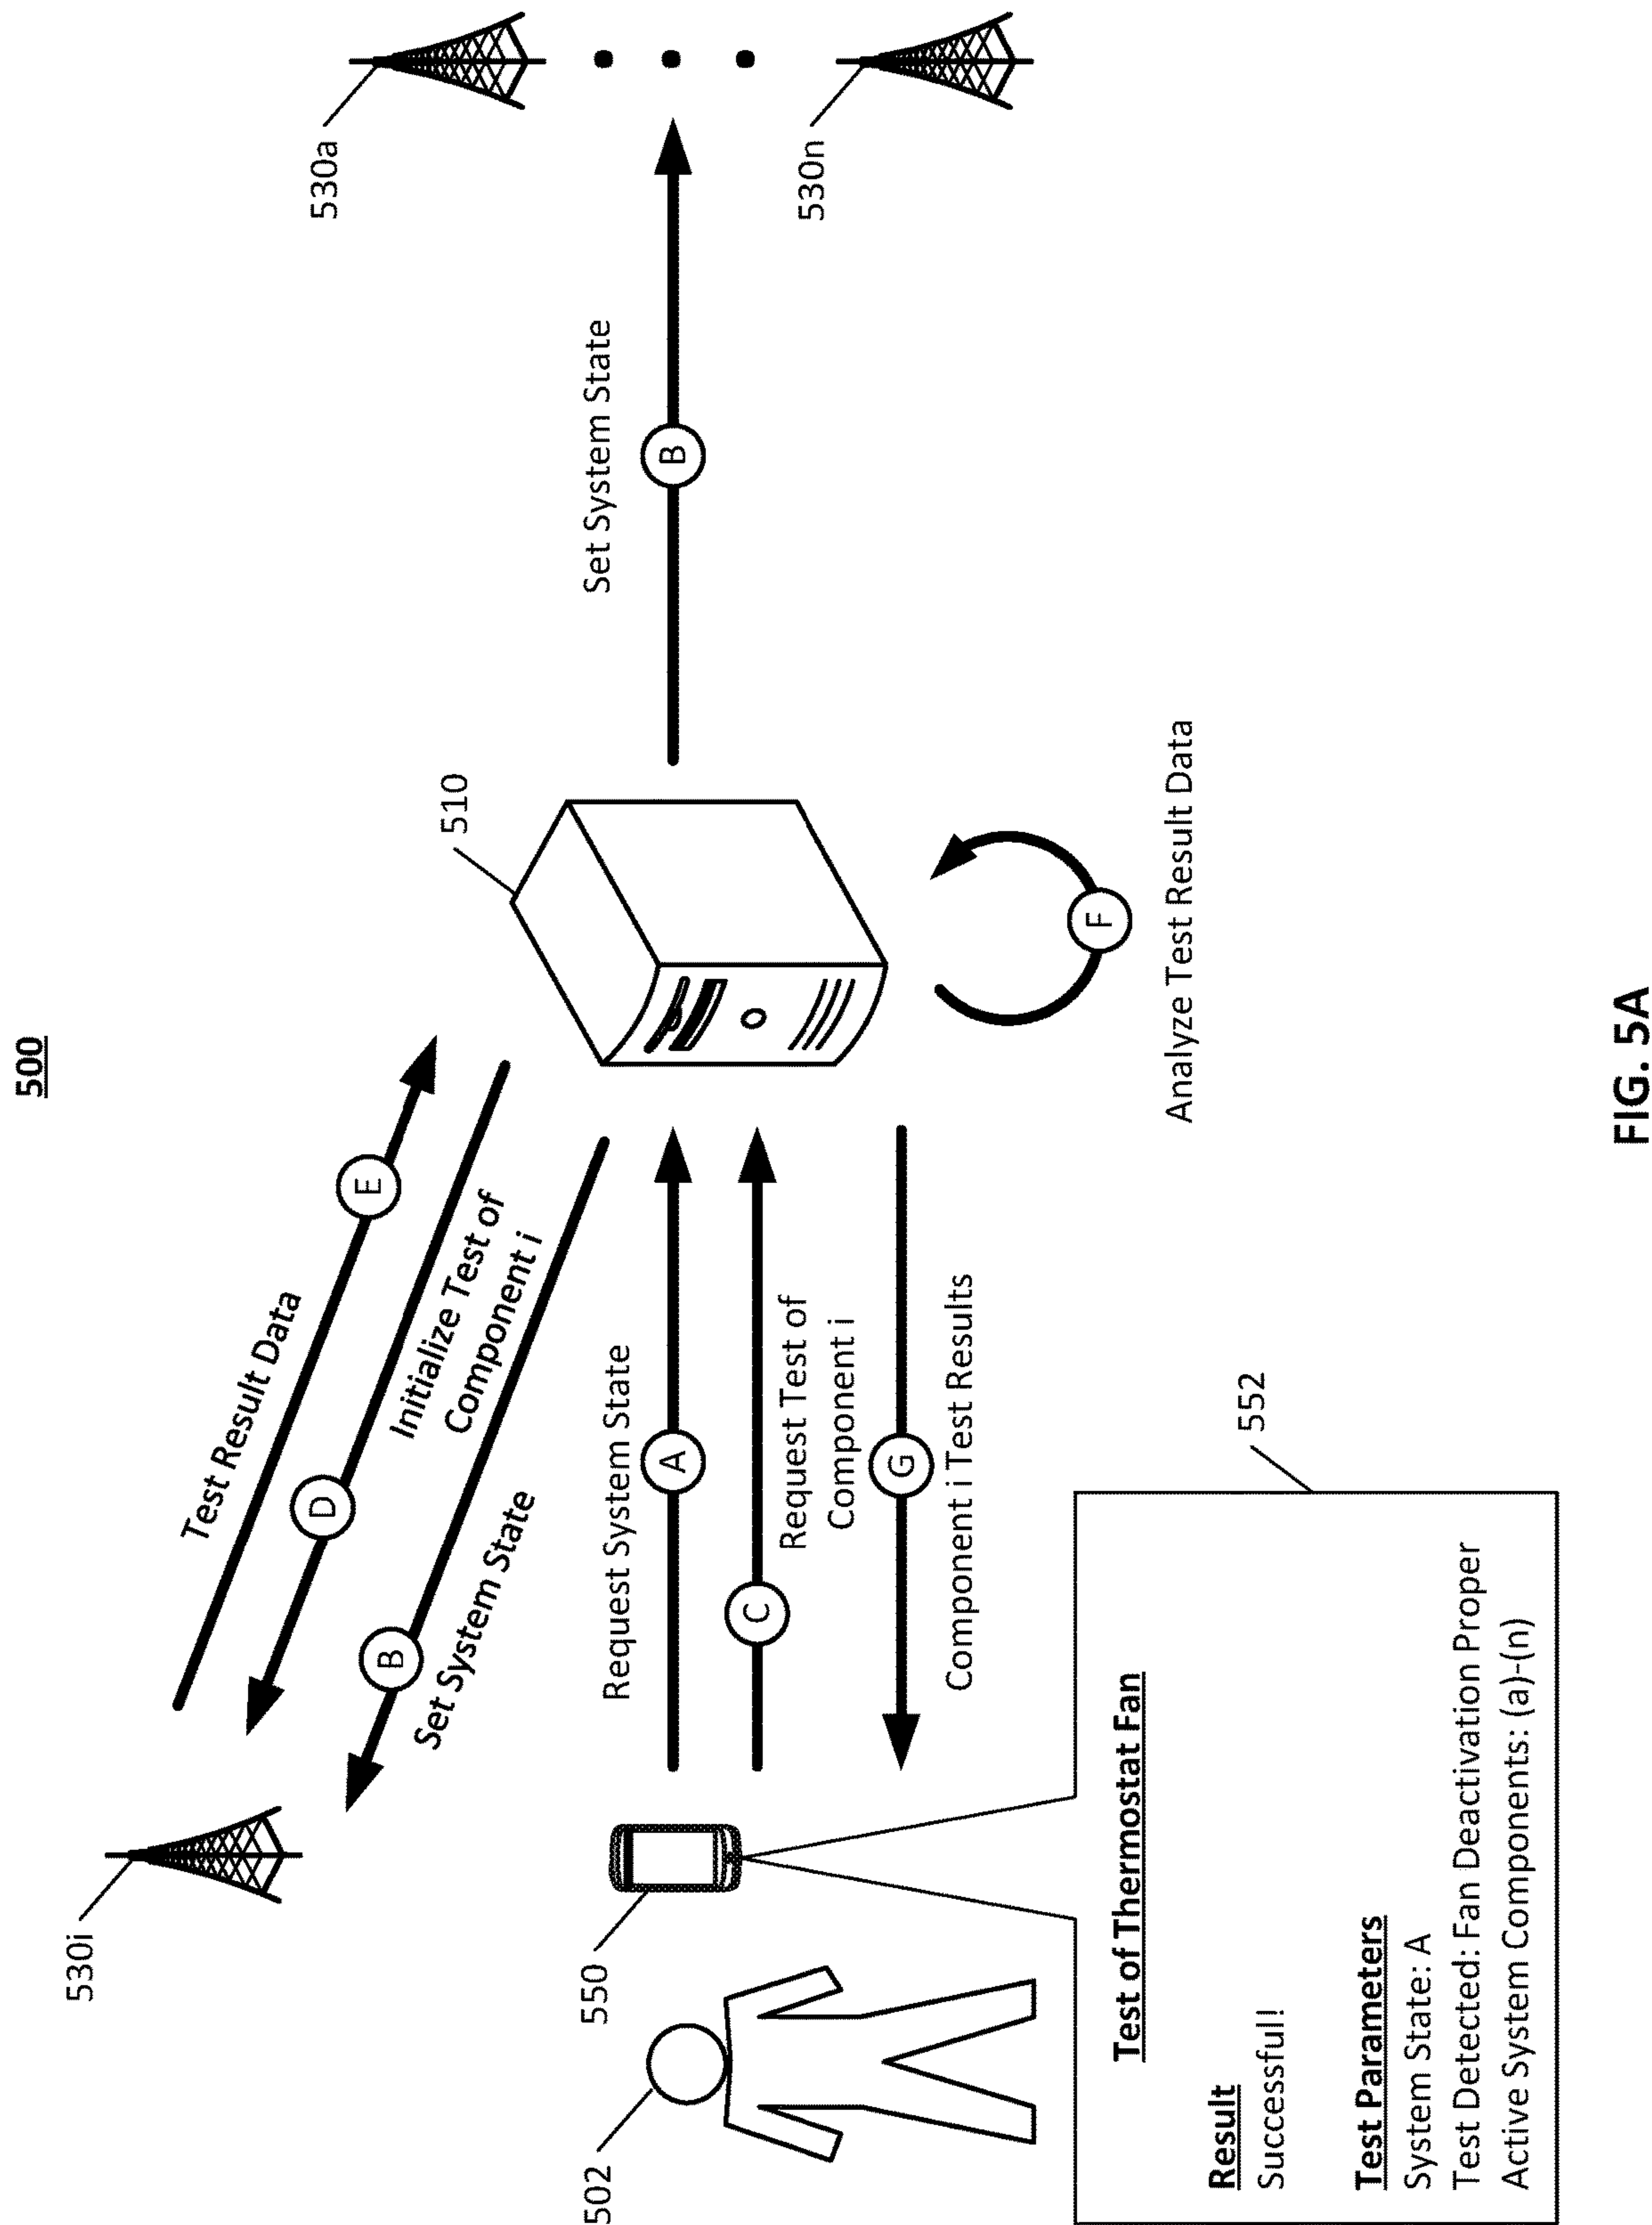 500
530i
Test Result Data
E
D
Initialize Test of
Component i
B
Set System State
510
530a
Set System State
B
530n
Request System State
A
C
Request Test of
Component i
G
Component i Test Results
F
Analyze Test Result Data
502
550
552
Test of Thermostat Fan
Result
Successful!
Test Parameters
System State: A
Test Detected: Fan Deactivation Proper
Active System Components: (a)-(n)
FIG. 5A